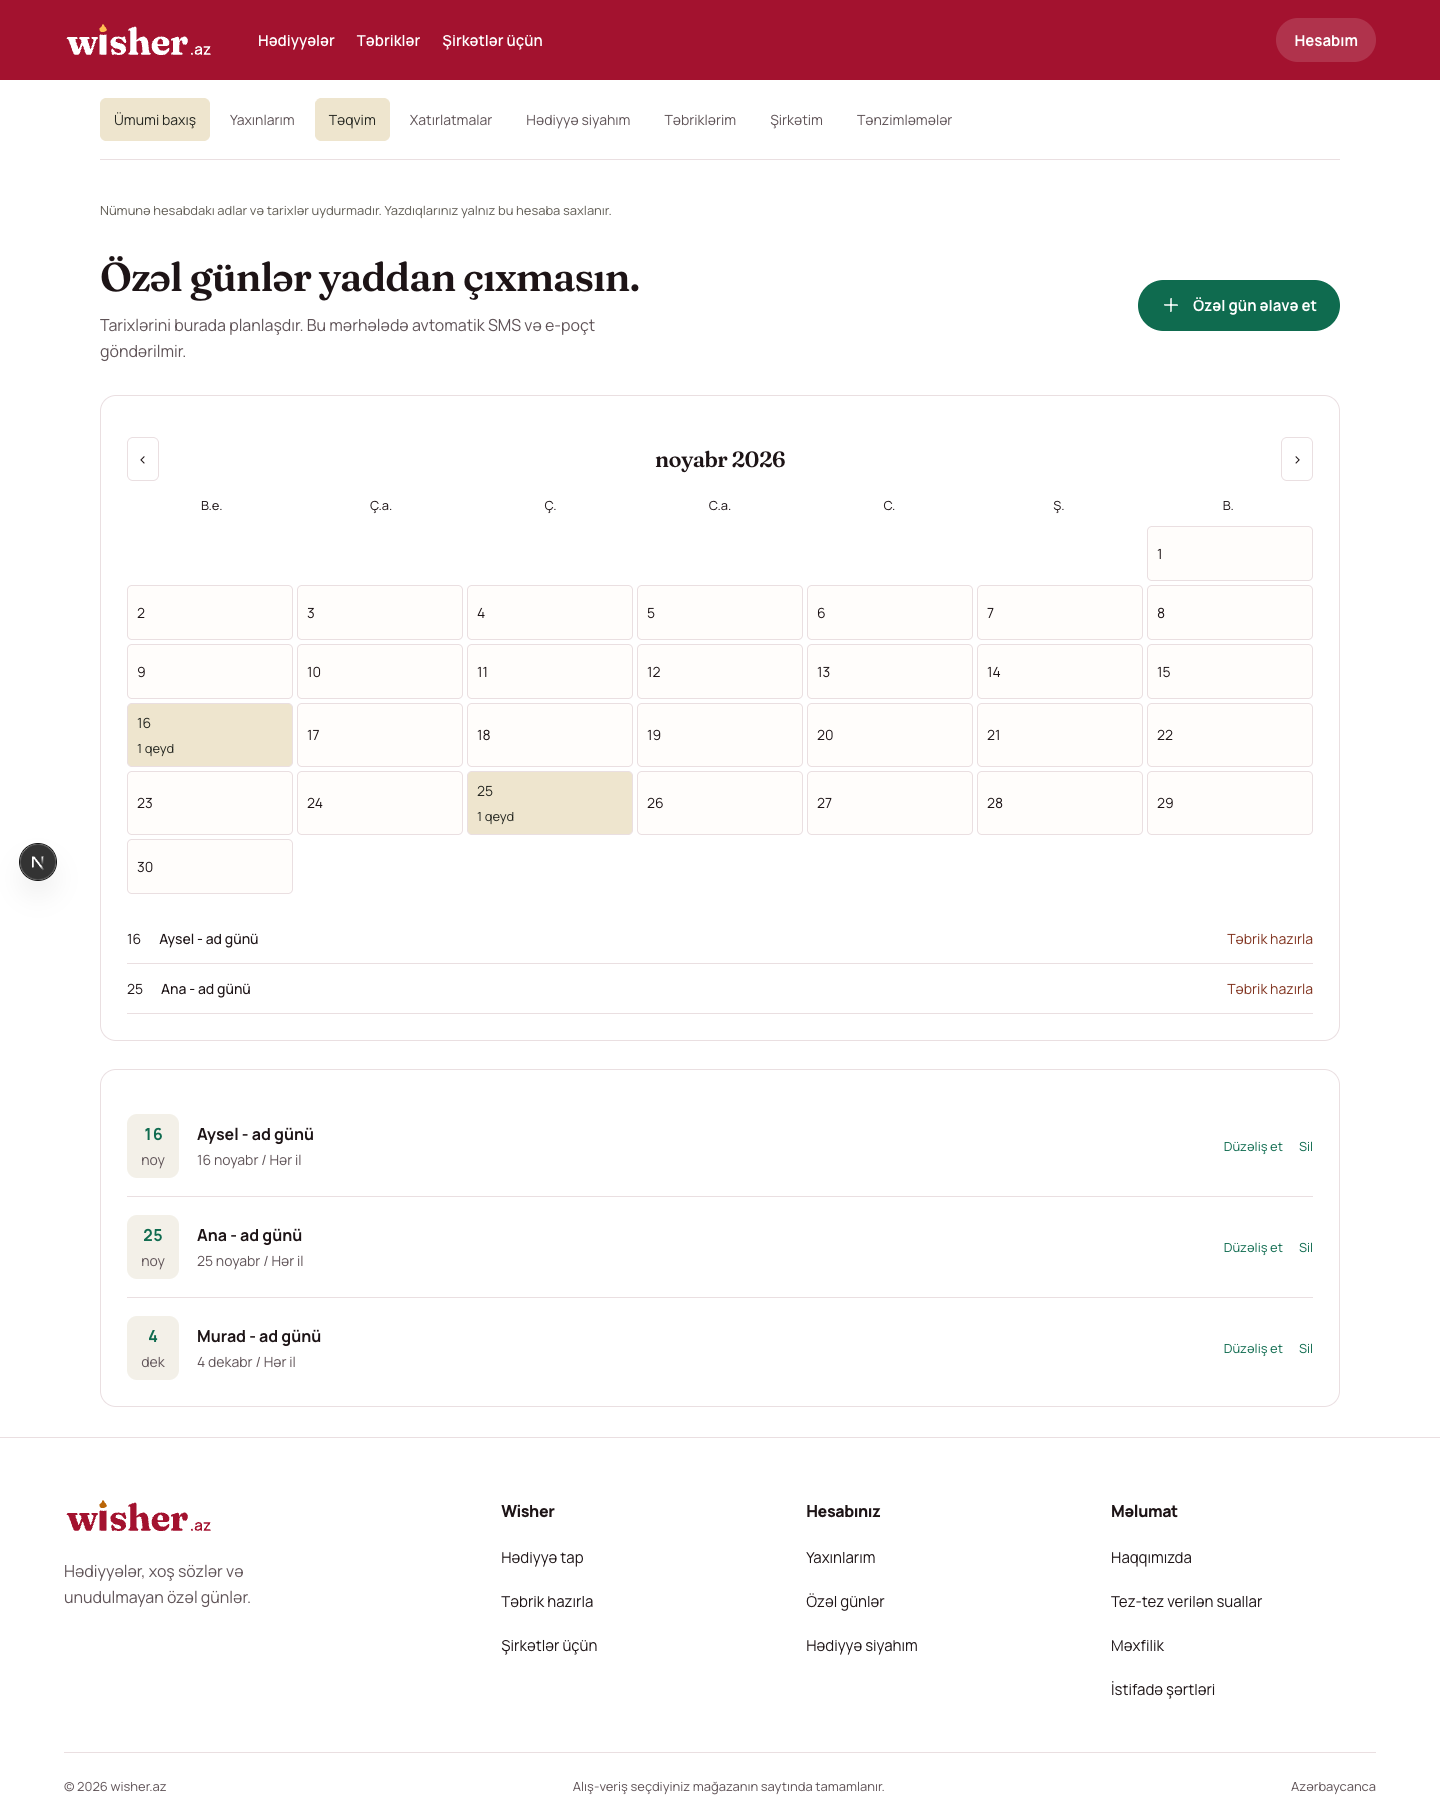 wisher.az
Hədiyyələr Təbriklər Şirkətlər üçün
Hesabım
Ümumi baxış Yaxınlarım Təqvim Xatırlatmalar Hədiyyə siyahım Təbriklərim Şirkətim Tənzimləmələr
Nümunə hesabdakı adlar və tarixlər uydurmadır. Yazdıqlarınız yalnız bu hesaba saxlanır.
Özəl günlər yaddan çıxmasın.
Tarixlərini burada planlaşdır. Bu mərhələdə avtomatik SMS və e-poçt
göndərilmir.
+ Özəl gün əlavə et
‹ noyabr 2026 ›
B.e. Ç.a. Ç. C.a. C. Ş. B.
1
2 3 4 5 6 7 8
9 10 11 12 13 14 15
16 17 18 19 20 21 22
1 qeyd
23 24 25 26 27 28 29
1 qeyd
30
16 Aysel - ad günü Təbrik hazırla
25 Ana - ad günü Təbrik hazırla
16 noy
Aysel - ad günü
16 noyabr / Hər il
Düzəliş et Sil
25 noy
Ana - ad günü
25 noyabr / Hər il
Düzəliş et Sil
4 dek
Murad - ad günü
4 dekabr / Hər il
Düzəliş et Sil
N
wisher.az
Hədiyyələr, xoş sözlər və
unudulmayan özəl günlər.
Wisher
Hədiyyə tap
Təbrik hazırla
Şirkətlər üçün
Hesabınız
Yaxınlarım
Özəl günlər
Hədiyyə siyahım
Məlumat
Haqqımızda
Tez-tez verilən suallar
Məxfilik
İstifadə şərtləri
© 2026 wisher.az
Alış-veriş seçdiyiniz mağazanın saytında tamamlanır.
Azərbaycanca